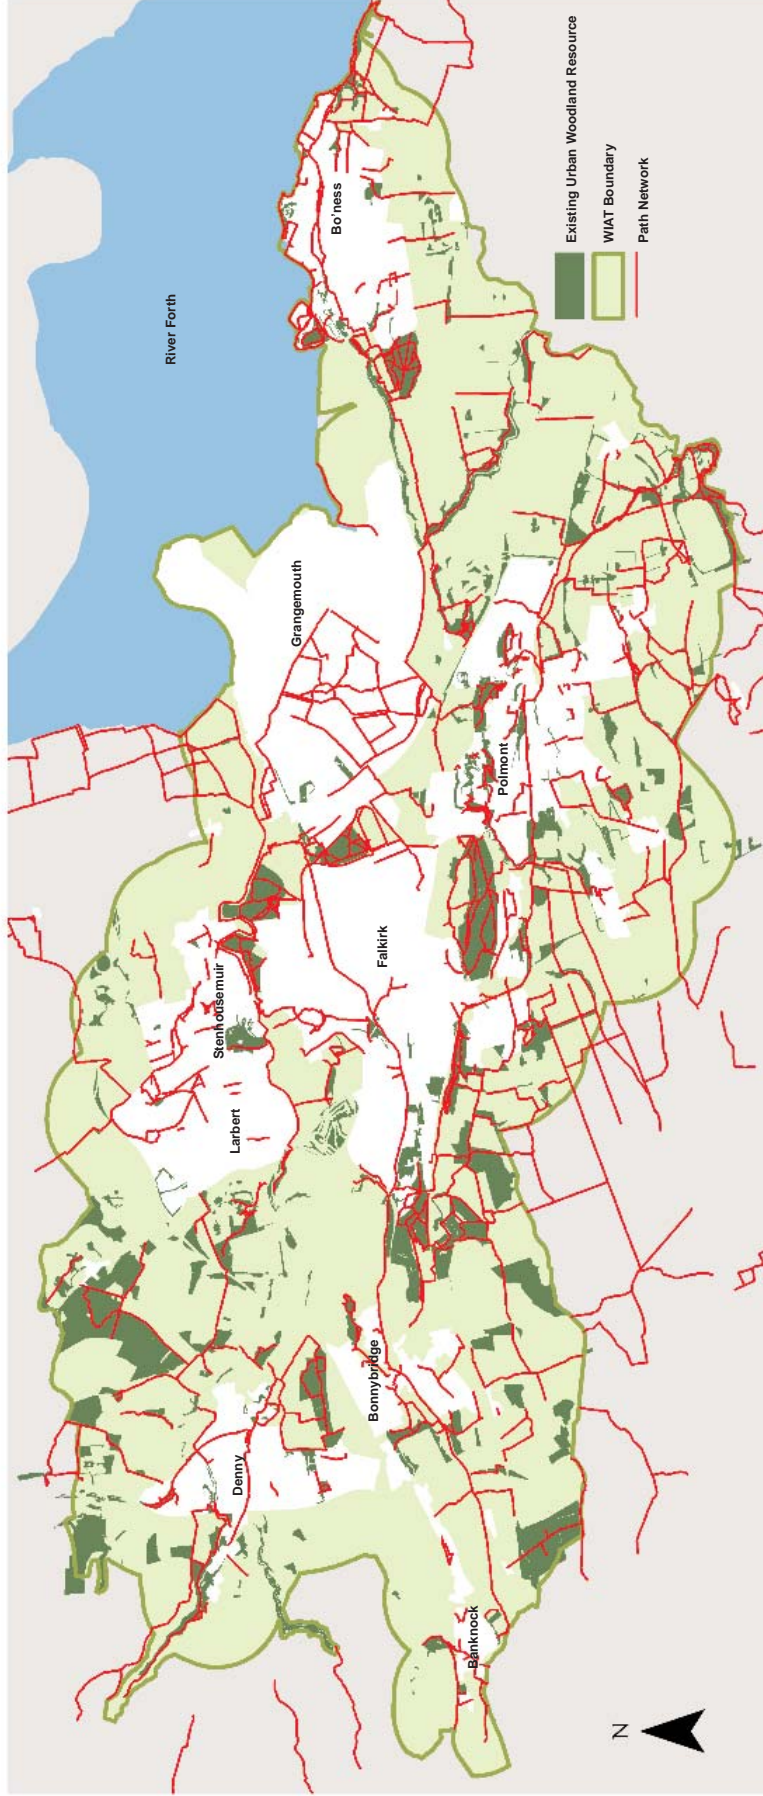 River Forth
Bo'ness
Grangemouth
Polmont
Falkirk
Stenhousemuir
Larbert
Bonnybridge
Denny
Banknock
Existing Urban Woodland Resource
WIAT Boundary
Path Network
N